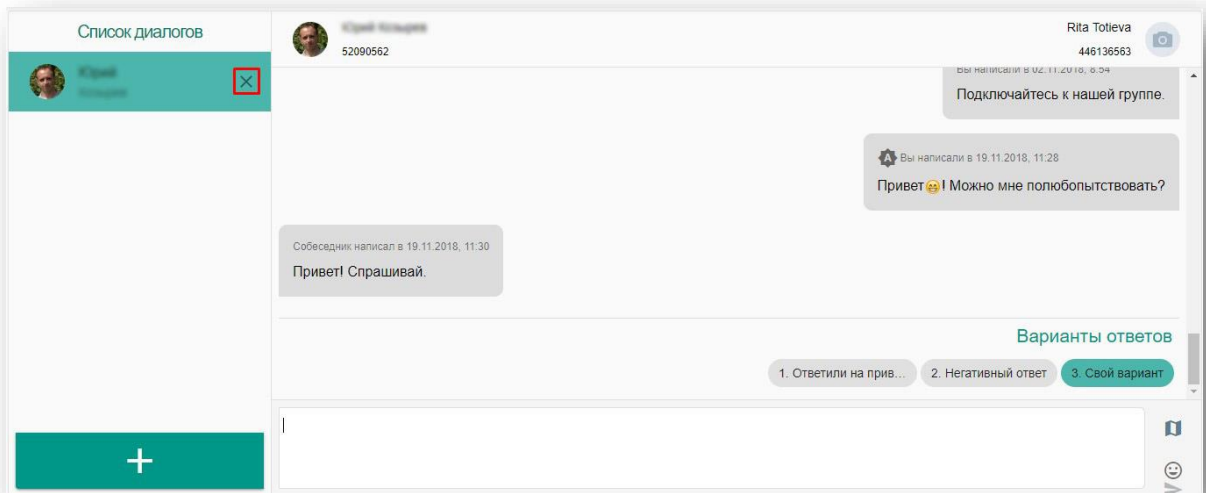 Список диалогов
52090562
Rita Totieva
446136563
Вы написали в 02.11.2018, 8:54
Подключайтесь к нашей группе.
Вы написали в 19.11.2018, 11:28
Привет😁! Можно мне полюбопытствовать?
Собеседник написал в 19.11.2018, 11:30
Привет! Спрашивай.
Варианты ответов
1. Ответили на прив...
2. Негативный ответ
3. Свой вариант